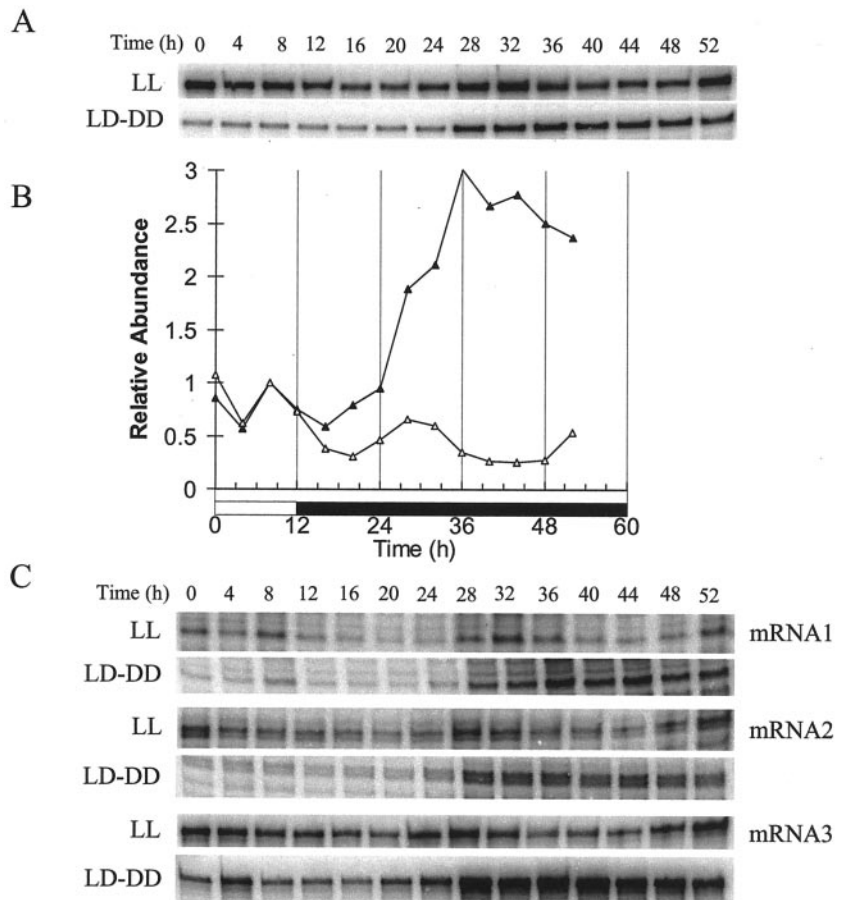 A
Time (h) 0 4 8 12 16 20 24 28 32 36 40 44 48 52
LL
LD-DD
B
3
2.5
2
1.5
1
0.5
0
Relative Abundance
0 12 24 36 48 60
Time (h)
C
Time (h) 0 4 8 12 16 20 24 28 32 36 40 44 48 52
LL mRNA1
LD-DD
LL mRNA2
LD-DD
LL mRNA3
LD-DD